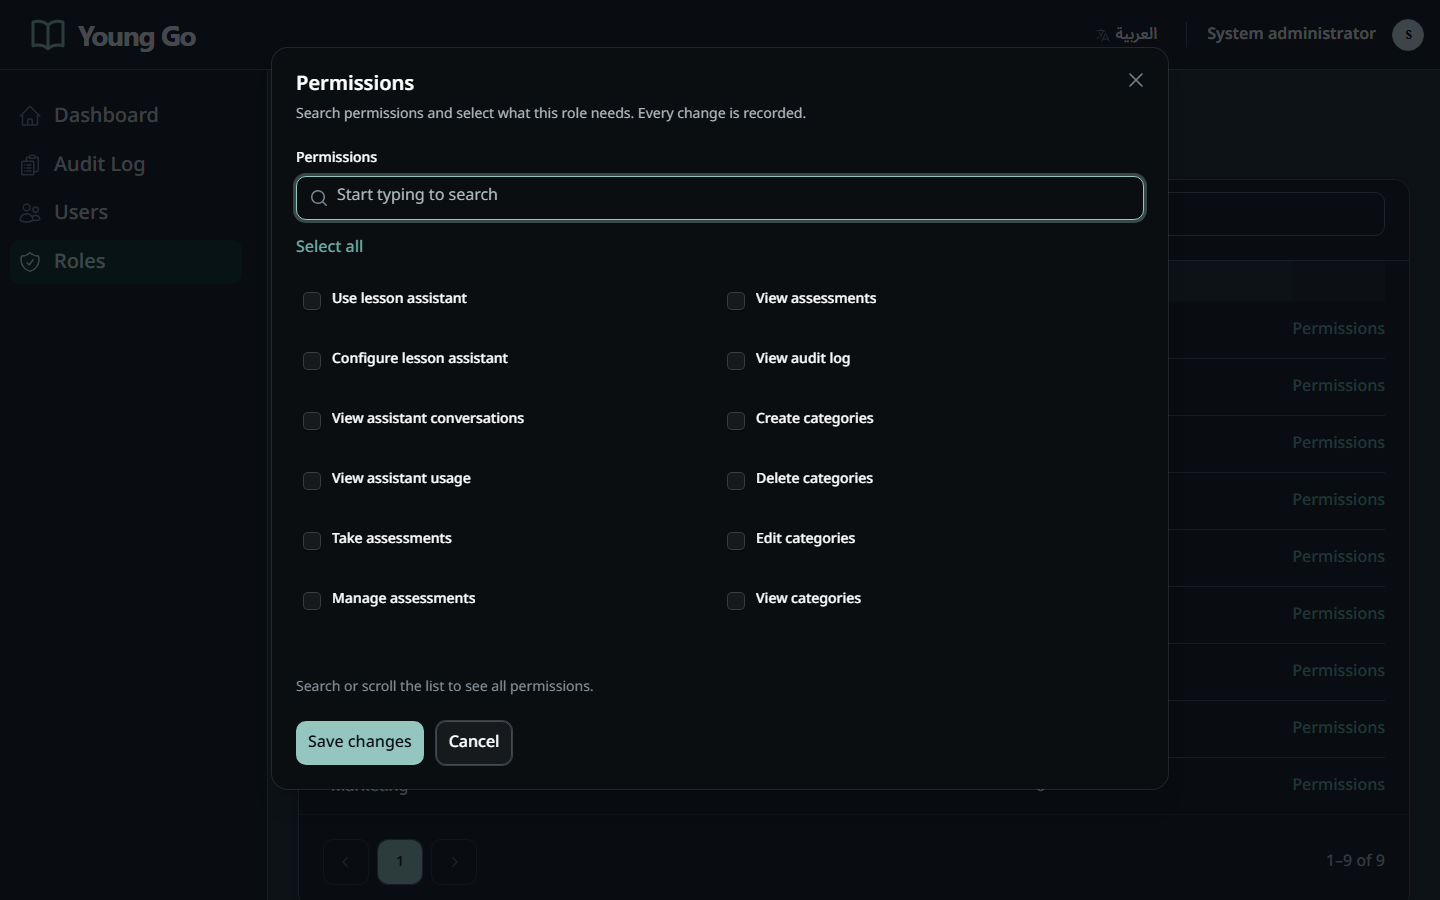 Young Go
العربية
System administrator
S
Dashboard
Audit Log
Users
Roles
Permissions
Search permissions and select what this role needs. Every change is recorded.
Permissions
Start typing to search
Select all
Use lesson assistant
View assessments
Configure lesson assistant
View audit log
View assistant conversations
Create categories
View assistant usage
Delete categories
Take assessments
Edit categories
Manage assessments
View categories
Search or scroll the list to see all permissions.
Save changes
Cancel
Permissions
Permissions
Permissions
Permissions
Permissions
Permissions
Permissions
Permissions
Marketing
Permissions
1
1–9 of 9